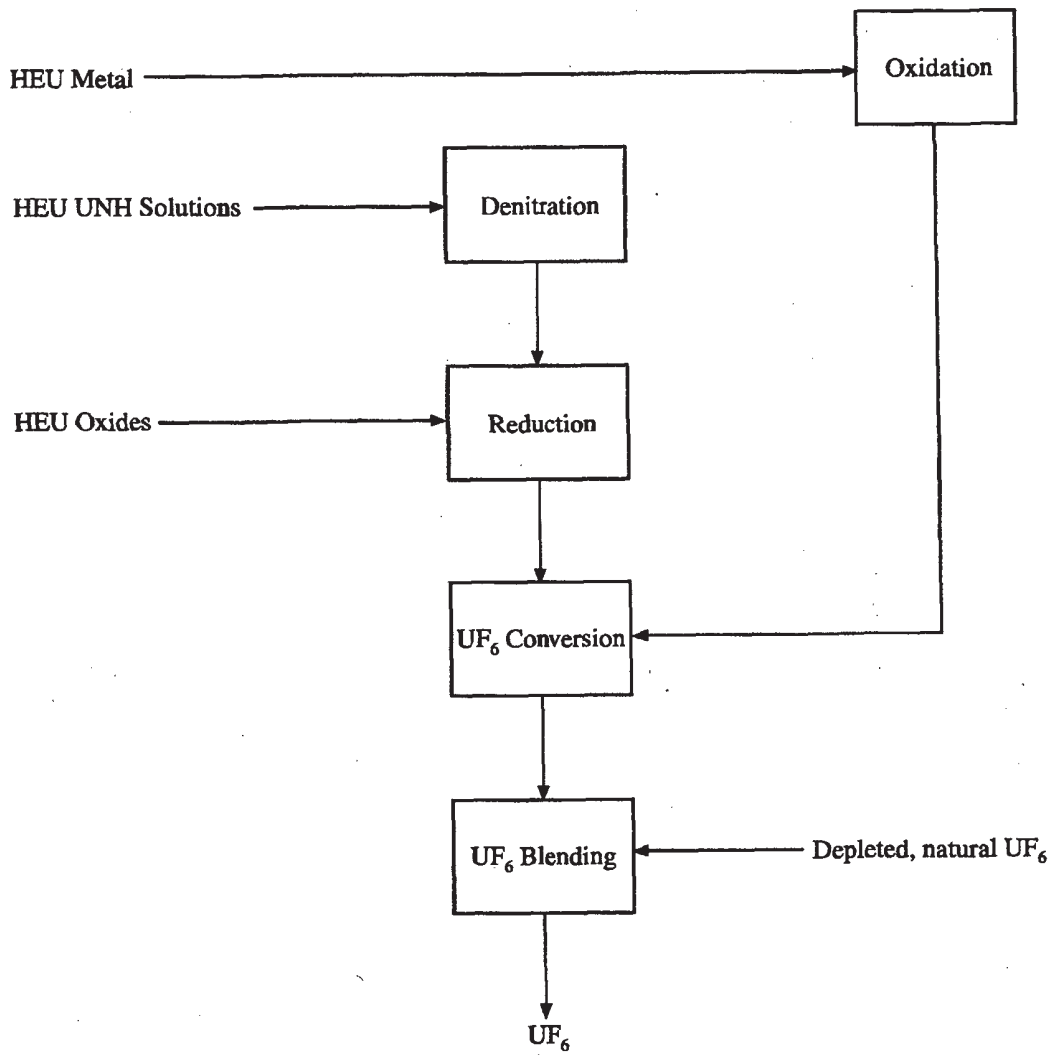 HEU Metal
Oxidation
HEU UNH Solutions
Denitration
HEU Oxides
Reduction
UF₆ Conversion
UF₆ Blending
Depleted, natural UF₆
UF₆